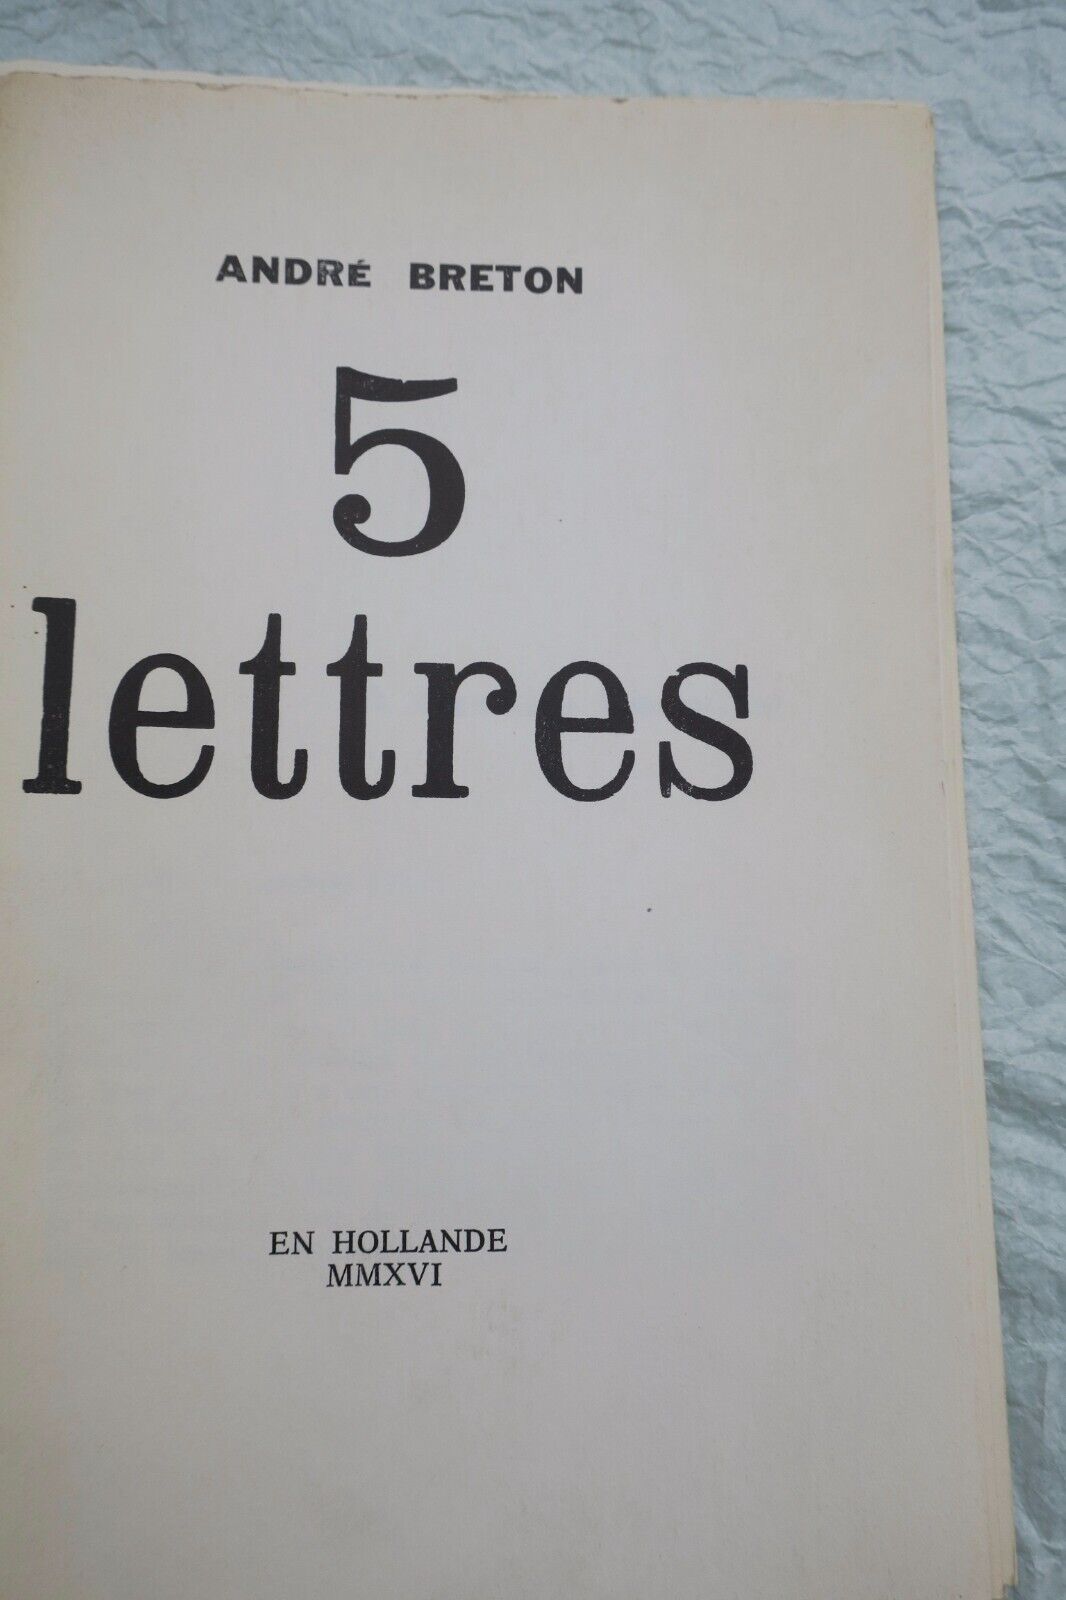 ANDRÉ BRETON
5
lettres
EN HOLLANDE
MMXVI